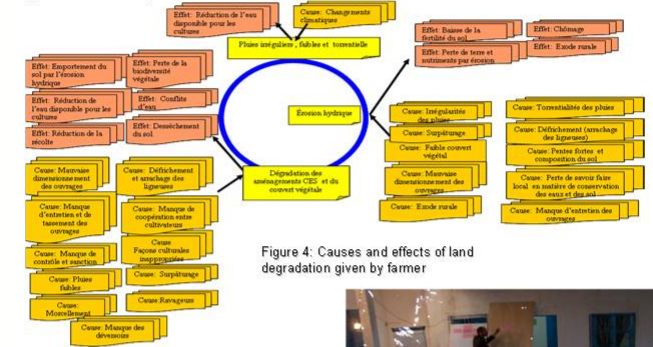 Effet: Réduction de l'eau
disponible pour les
cultures
Cause: Changements
climatiques
Pluies irréguliers, faibles et torrentielle
Effet: Baisse de la
fertilité du sol
Effet: Chômage
Effet: Perte de terre et
nutriments par érosion
Effet: Exode rurale
Effet: Emportement du
sol par l'érosion
hydrique
Effet: Perte de la
biodiversité
végétale
Effet: Réduction de
l'eau disponible pour les
cultures
Effet: Conflits
d'eau
Effet: Réduction de la
récolte
Effet: Dessèchement
du sol
Érosion hydrique
Dégradation des
aménagements CES et du
couvert végétale
Cause: Irrégularités
des pluies
Cause: Surpâturage
Cause: Faible couvert
végétal
Cause: Mauvaise
dimensionnement des
ouvrages
Cause: Exode rurale
Cause: Torrentialités des pluies
Cause: Défrichement (arrachage
des ligneuses)
Cause: Pentes fortes et
composition du sol
Cause: Perte de savoir faire
local en matière de conservation
des eaux et des sol
Cause: Manque d'entretien des
ouvrages
Cause: Mauvaise
dimensionnement des
ouvrages
Cause: Défrichement
et arrachage des
ligneuses
Cause: Manque
d'entretien et de
tassement des
ouvrages
Cause: Manque de
coopération entre
cultivateurs
Cause: Manque de
contrôle et sanction
Cause
Façons culturales
inappropriées
Cause: Pluies
faibles
Cause: Surpâturage
Cause:
Morcellement
Cause:Ravageurs
Cause: Manque des
déversoirs
Figure 4: Causes and effects of land
degradation given by farmer